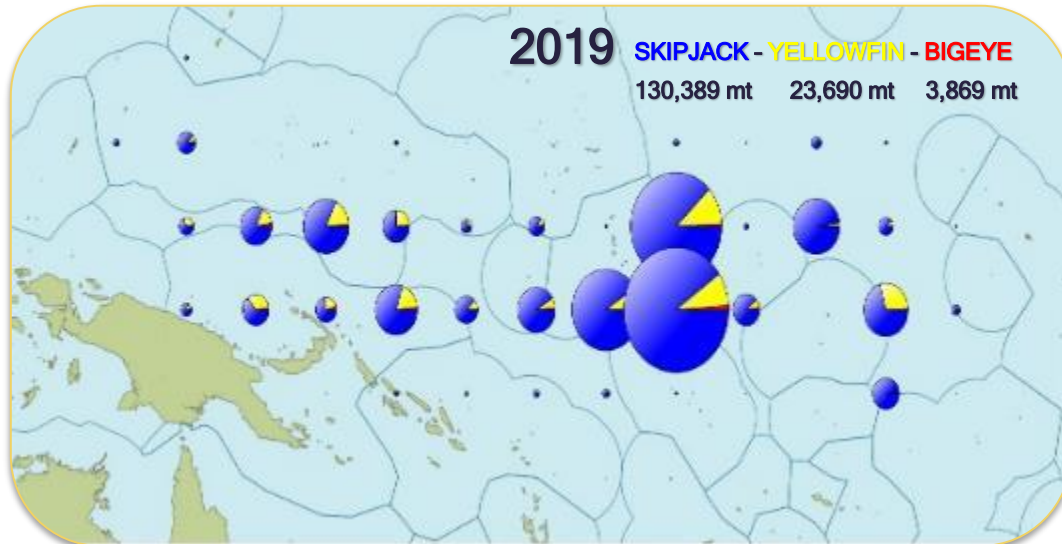 2019 SKIPJACK - YELLOWFIN - BIGEYE
130,389 mt 23,690 mt 3,869 mt